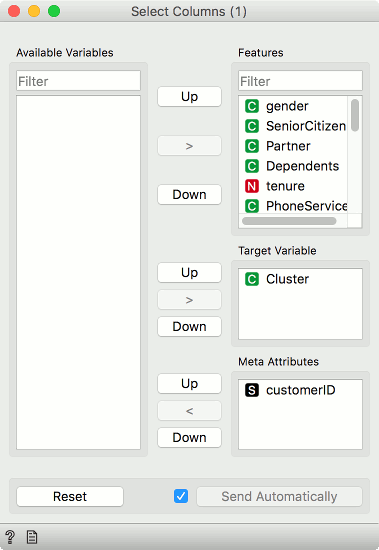 Select Columns (1)
Available Variables
Filter
Up
>
Down
Features
Filter
C gender
C SeniorCitizen
C Partner
C Dependents
N tenure
C PhoneService
Up
>
Down
Target Variable
C Cluster
Up
<
Down
Meta Attributes
S customerID
Reset
Send Automatically
?